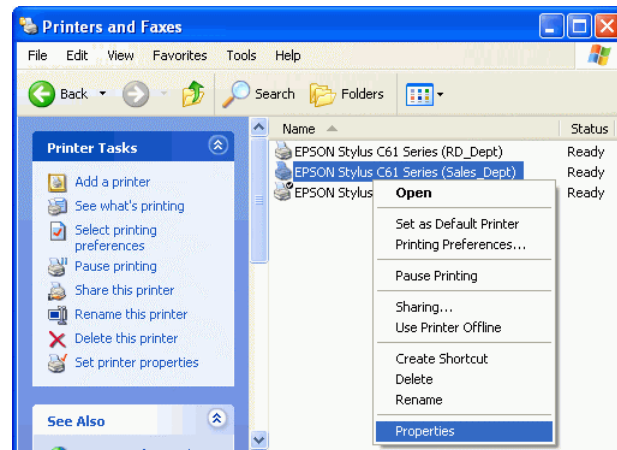 Printers and Faxes
File Edit View Favorites Tools Help
Back Search Folders
Printer Tasks
Add a printer
See what's printing
Select printing
preferences
Pause printing
Share this printer
Rename this printer
Delete this printer
Set printer properties
See Also
Name Status
EPSON Stylus C61 Series (RD_Dept) Ready
EPSON Stylus C61 Series (Sales_Dept) Ready
EPSON Stylus Ready
Open
Set as Default Printer
Printing Preferences...
Pause Printing
Sharing...
Use Printer Offline
Create Shortcut
Delete
Rename
Properties